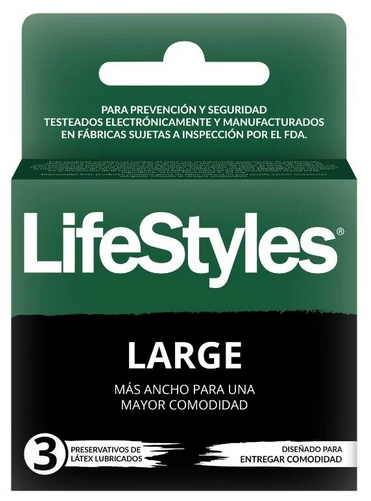 PARA PREVENCIÓN Y SEGURIDAD
TESTEADOS ELECTRÓNICAMENTE Y MANUFACTURADOS
EN FÁBRICAS SUJETAS A INSPECCIÓN POR EL FDA.
LifeStyles®
LARGE
MÁS ANCHO PARA UNA
MAYOR COMODIDAD
3 PRESERVATIVOS DE
LÁTEX LUBRICADOS
DISEÑADO PARA
ENTREGAR COMODIDAD